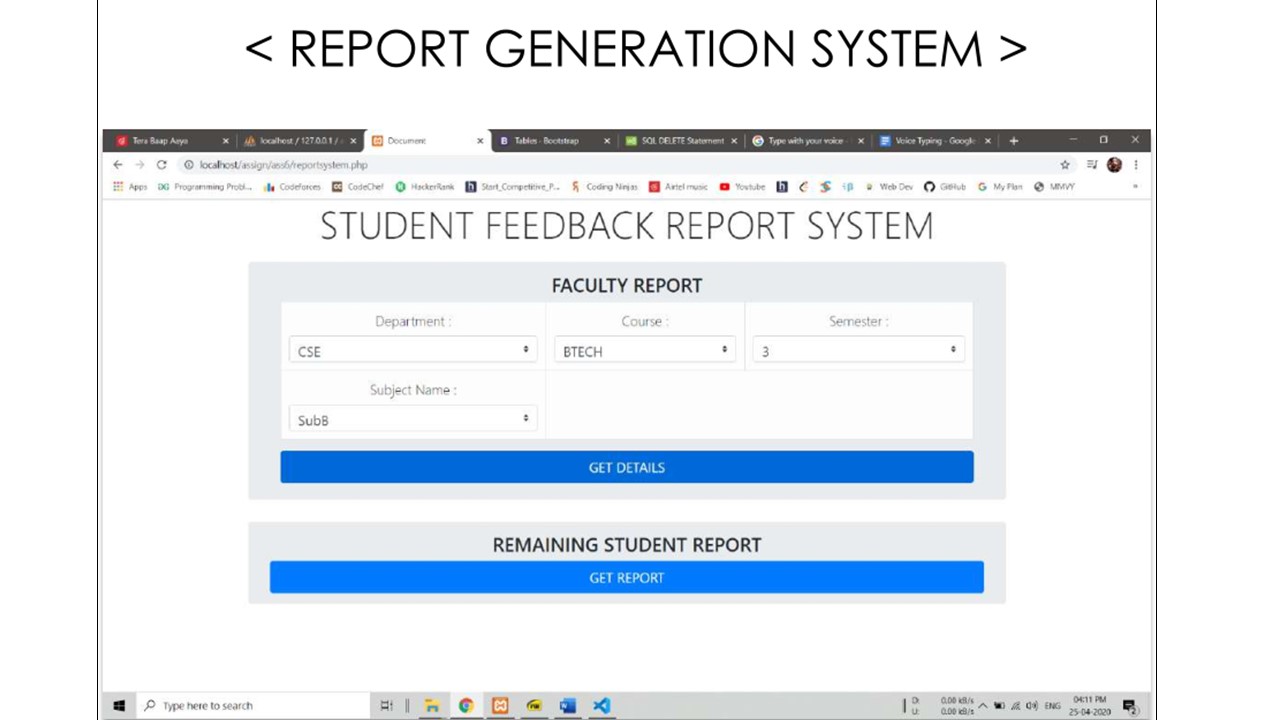 < REPORT GENERATION SYSTEM >
Tera Baap Aaya
localhost / 127.0.0.1 /
Document
Tables · Bootstrap
SQL DELETE Statement
Type with your voice
Voice Typing - Google
localhost/assign/ass6/reportsystem.php
Apps
Programming Probl...
Codeforces
CodeChef
HackerRank
Start_Competitive_P...
Coding Ninjas
Airtel music
Youtube
Web Dev
GitHub
My Plan
MMVY
STUDENT FEEDBACK REPORT SYSTEM
FACULTY REPORT
Department : Course : Semester :
CSE BTECH 3
Subject Name :
SubB
GET DETAILS
REMAINING STUDENT REPORT
GET REPORT
Type here to search
D: 0.00 kB/s
U: 0.00 kB/s
ENG
04:11 PM
25-04-2020